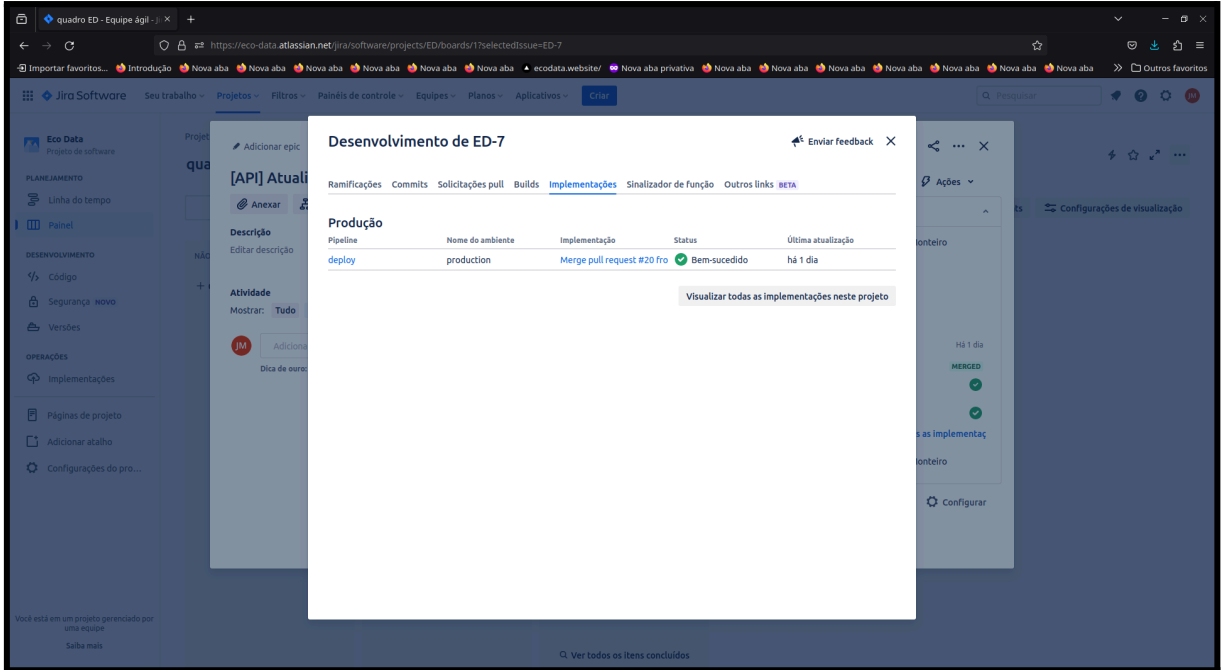 quadro ED - Equipe ágil - Ji
https://eco-data.atlassian.net/jira/software/projects/ED/boards/1?selectedIssue=ED-7
Importar favoritos... Introdução Nova aba Nova aba Nova aba Nova aba Nova aba Nova aba ecodata.website/ Nova aba privativa Nova aba Nova aba Nova aba Nova aba Nova aba Nova aba Nova aba Outros favoritos
Jira Software Seu trabalho Projetos Filtros Painéis de controle Equipes Planos Aplicativos Criar Pesquisar JM
Eco Data
Projeto de software
PLANEJAMENTO
Linha do tempo
Painel
DESENVOLVIMENTO
Código
Segurança NOVO
Versões
OPERAÇÕES
Implementações
Páginas de projeto
Adicionar atalho
Configurações do pro...
Você está em um projeto gerenciado por
uma equipe
Saiba mais
Projet
qua
NÃO
Configurações de visualização
Adicionar epic
[API] Atuali
Anexar
Descrição
Editar descrição
Atividade
Mostrar: Tudo
JM Adiciona
Dica de ouro:
Desenvolvimento de ED-7
Enviar feedback
Ramificações Commits Solicitações pull Builds Implementações Sinalizador de função Outros links BETA
Produção
Pipeline Nome do ambiente Implementação Status Última atualização
deploy production Merge pull request #20 fro Bem-sucedido há 1 dia
Visualizar todas as implementações neste projeto
Ações
onteiro
Há 1 dia
MERGED
s as implementaç
onteiro
Configurar
Ver todos os itens concluídos